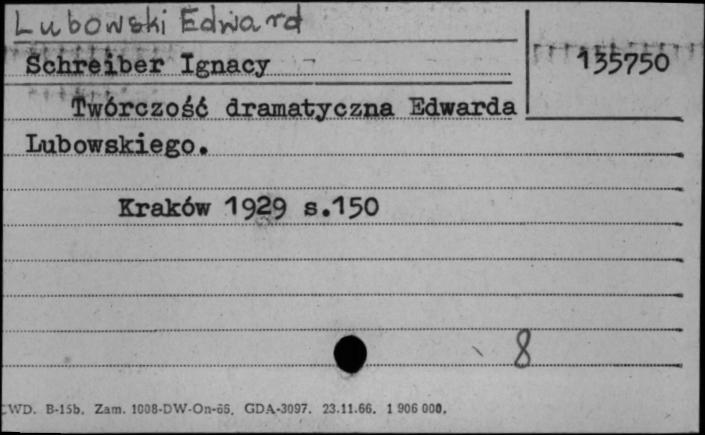 Lubowski Edward
Schreiber Ignacy
135750
Twórczość dramatyczna Edwarda
Lubowskiego.
Kraków 1929 s.150
8
CWD. B-15b. Zam. 1008-DW-On-66. GDA-3097. 23.11.66. 1 906 000.